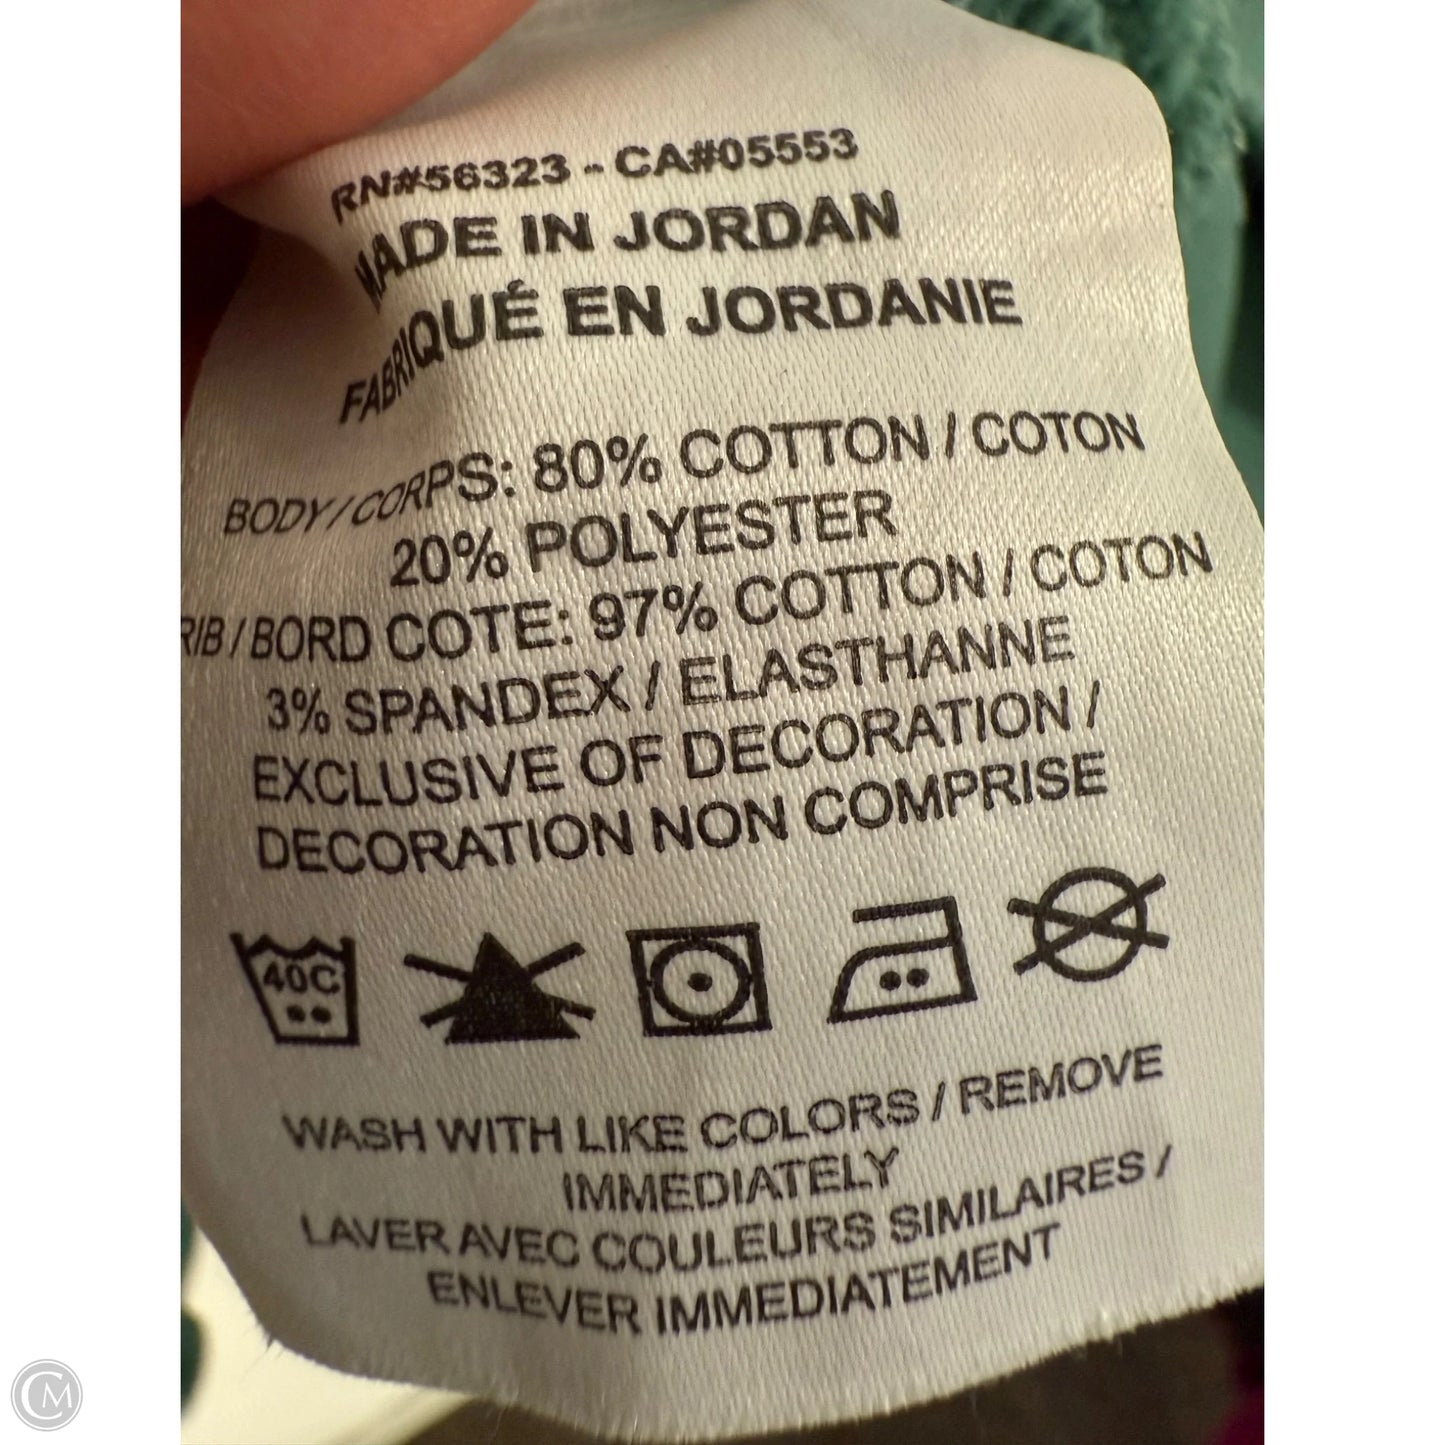 RN#56323 - CA#05553
MADE IN JORDAN
FABRIQUÉ EN JORDANIE
BODY/CORPS: 80% COTTON / COTON
20% POLYESTER
RIB/BORD COTE: 97% COTTON / COTON
3% SPANDEX / ELASTHANNE
EXCLUSIVE OF DECORATION /
DECORATION NON COMPRISE
40C
WASH WITH LIKE COLORS / REMOVE
IMMEDIATELY
LAVER AVEC COULEURS SIMILAIRES /
ENLEVER IMMEDIATEMENT
CM